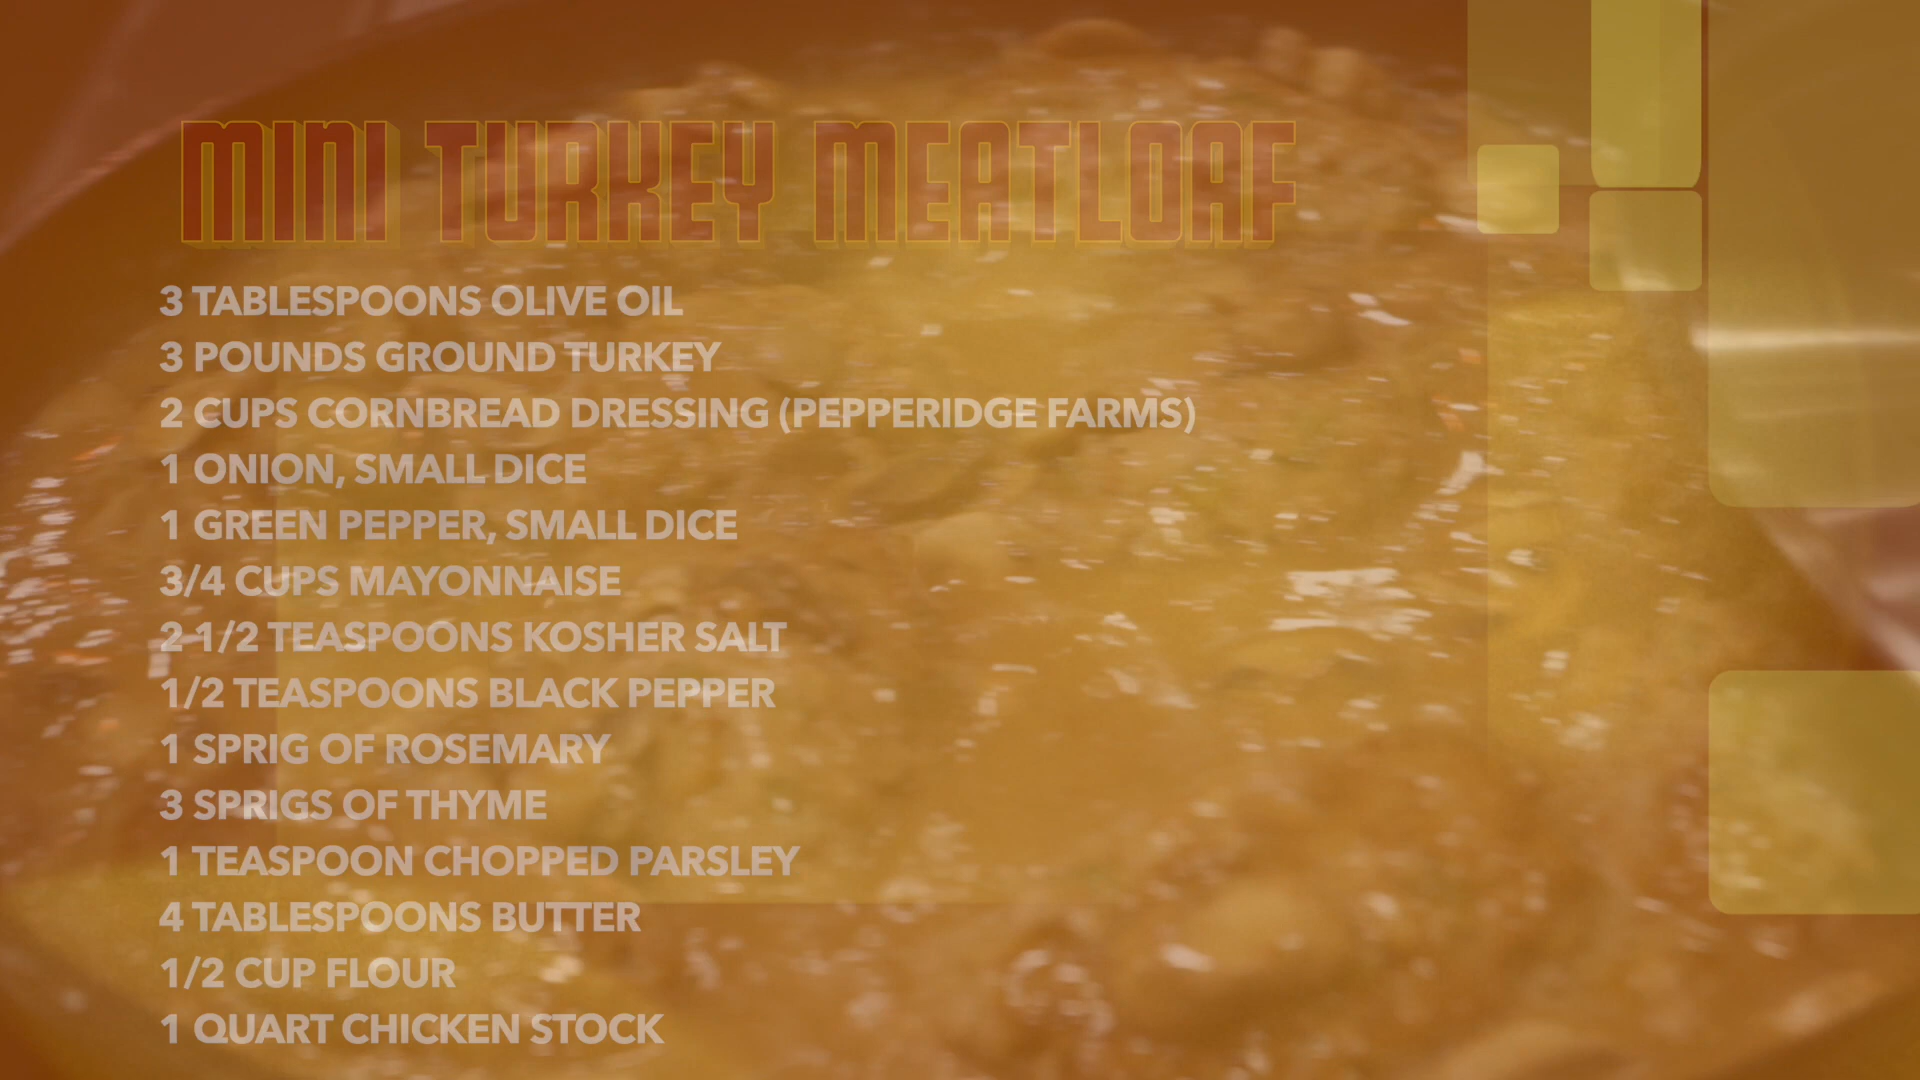 MINI TURKEY MEATLOAF
3 TABLESPOONS OLIVE OIL
3 POUNDS GROUND TURKEY
2 CUPS CORNBREAD DRESSING (PEPPERIDGE FARMS)
1 ONION, SMALL DICE
1 GREEN PEPPER, SMALL DICE
3/4 CUPS MAYONNAISE
2 1/2 TEASPOONS KOSHER SALT
1/2 TEASPOONS BLACK PEPPER
1 SPRIG OF ROSEMARY
3 SPRIGS OF THYME
1 TEASPOON CHOPPED PARSLEY
4 TABLESPOONS BUTTER
1/2 CUP FLOUR
1 QUART CHICKEN STOCK